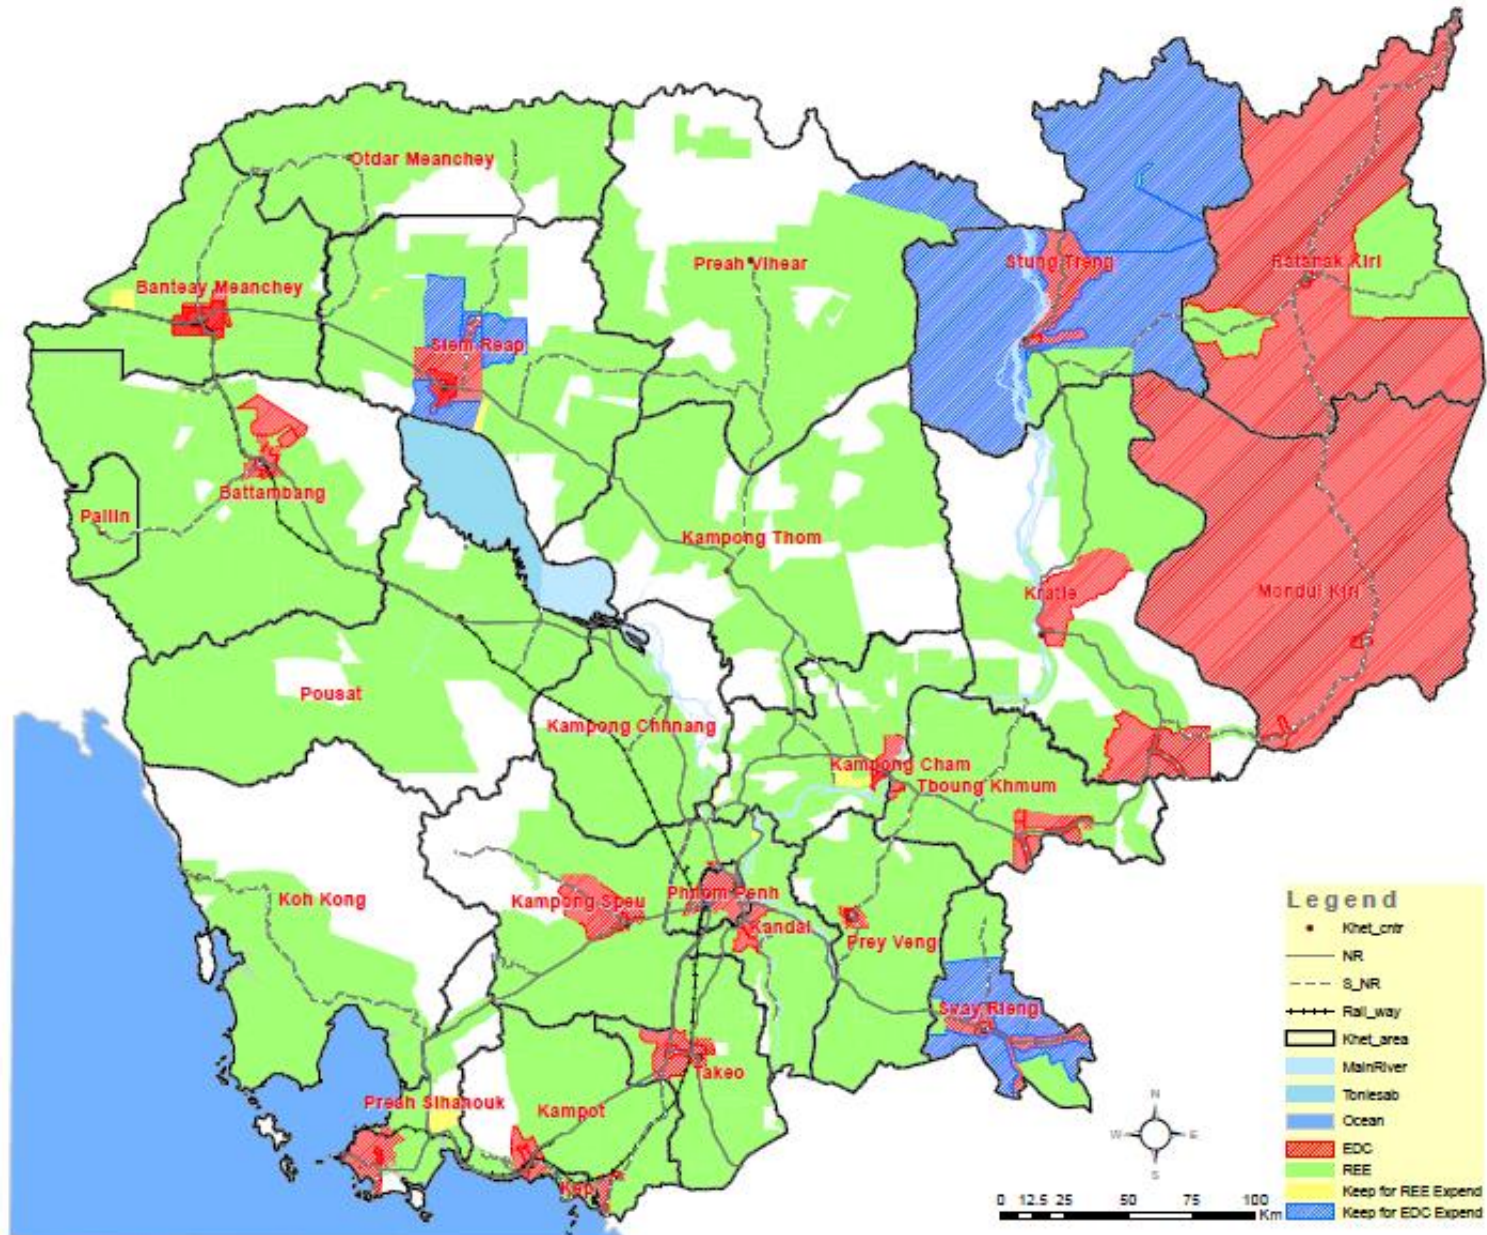 Otdar Meanchey
Preah Vihear
Stung Treng
Ratanak Kiri
Banteay Meanchey
Siem Reap
Battambang
Pailin
Kampong Thom
Kratie
Mondul Kiri
Pousat
Kampong Chhnang
Kampong Cham
Tboung Khmum
Koh Kong
Kampong Speu
Phnom Penh
Kandal
Prey Veng
Svay Rieng
Takeo
Preah Sihanouk
Kampot
Kep
N
W E
S
0 12.5 25 50 75 100
Km
Legend
Khet_cntr
NR
S_NR
Rail_way
Khet_area
MainRiver
Tonlesab
Ocean
EDC
REE
Keep for REE Expend
Keep for EDC Expend